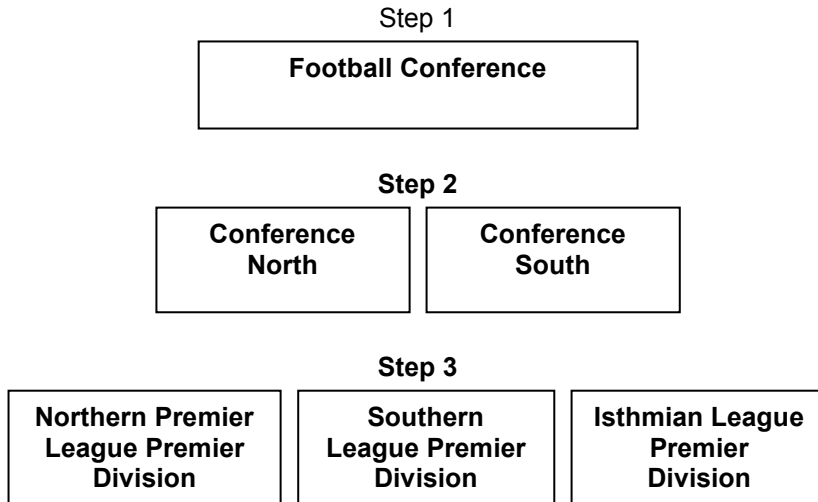 Step 1
Football Conference
Step 2
Conference
North
Conference
South
Step 3
Northern Premier
League Premier
Division
Southern
League Premier
Division
Isthmian League
Premier
Division